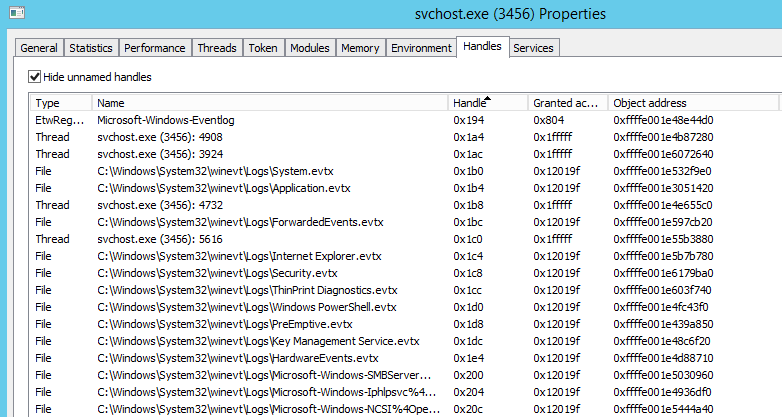 svchost.exe (3456) Properties
General Statistics Performance Threads Token Modules Memory Environment Handles Services
Hide unnamed handles
Type Name Handle Granted ac... Object address
EtwReg... Microsoft-Windows-Eventlog 0x194 0x804 0xffffe001e48e44d0
Thread svchost.exe (3456): 4908 0x1a4 0x1fffff 0xffffe001e4b87280
Thread svchost.exe (3456): 3924 0x1ac 0x1fffff 0xffffe001e6072640
File C:\Windows\System32\winevt\Logs\System.evtx 0x1b0 0x12019f 0xffffe001e532f9e0
File C:\Windows\System32\winevt\Logs\Application.evtx 0x1b4 0x12019f 0xffffe001e3051420
Thread svchost.exe (3456): 4732 0x1b8 0x1fffff 0xffffe001e4e655c0
File C:\Windows\System32\winevt\Logs\ForwardedEvents.evtx 0x1bc 0x12019f 0xffffe001e597cb20
Thread svchost.exe (3456): 5616 0x1c0 0x1fffff 0xffffe001e55b3880
File C:\Windows\System32\winevt\Logs\Internet Explorer.evtx 0x1c4 0x12019f 0xffffe001e5b7b780
File C:\Windows\System32\winevt\Logs\Security.evtx 0x1c8 0x12019f 0xffffe001e6179ba0
File C:\Windows\System32\winevt\Logs\ThinPrint Diagnostics.evtx 0x1cc 0x12019f 0xffffe001e603f740
File C:\Windows\System32\winevt\Logs\Windows PowerShell.evtx 0x1d0 0x12019f 0xffffe001e4fc43f0
File C:\Windows\System32\winevt\Logs\PreEmptive.evtx 0x1d8 0x12019f 0xffffe001e439a850
File C:\Windows\System32\winevt\Logs\Key Management Service.evtx 0x1dc 0x12019f 0xffffe001e48c6f20
File C:\Windows\System32\winevt\Logs\HardwareEvents.evtx 0x1e4 0x12019f 0xffffe001e4d88710
File C:\Windows\System32\winevt\Logs\Microsoft-Windows-SMBServer... 0x200 0x12019f 0xffffe001e5030960
File C:\Windows\System32\winevt\Logs\Microsoft-Windows-Iphlpsvc%4... 0x204 0x12019f 0xffffe001e4936df0
File C:\Windows\System32\winevt\Logs\Microsoft-Windows-NCSI%4Ope... 0x20c 0x12019f 0xffffe001e5444a40